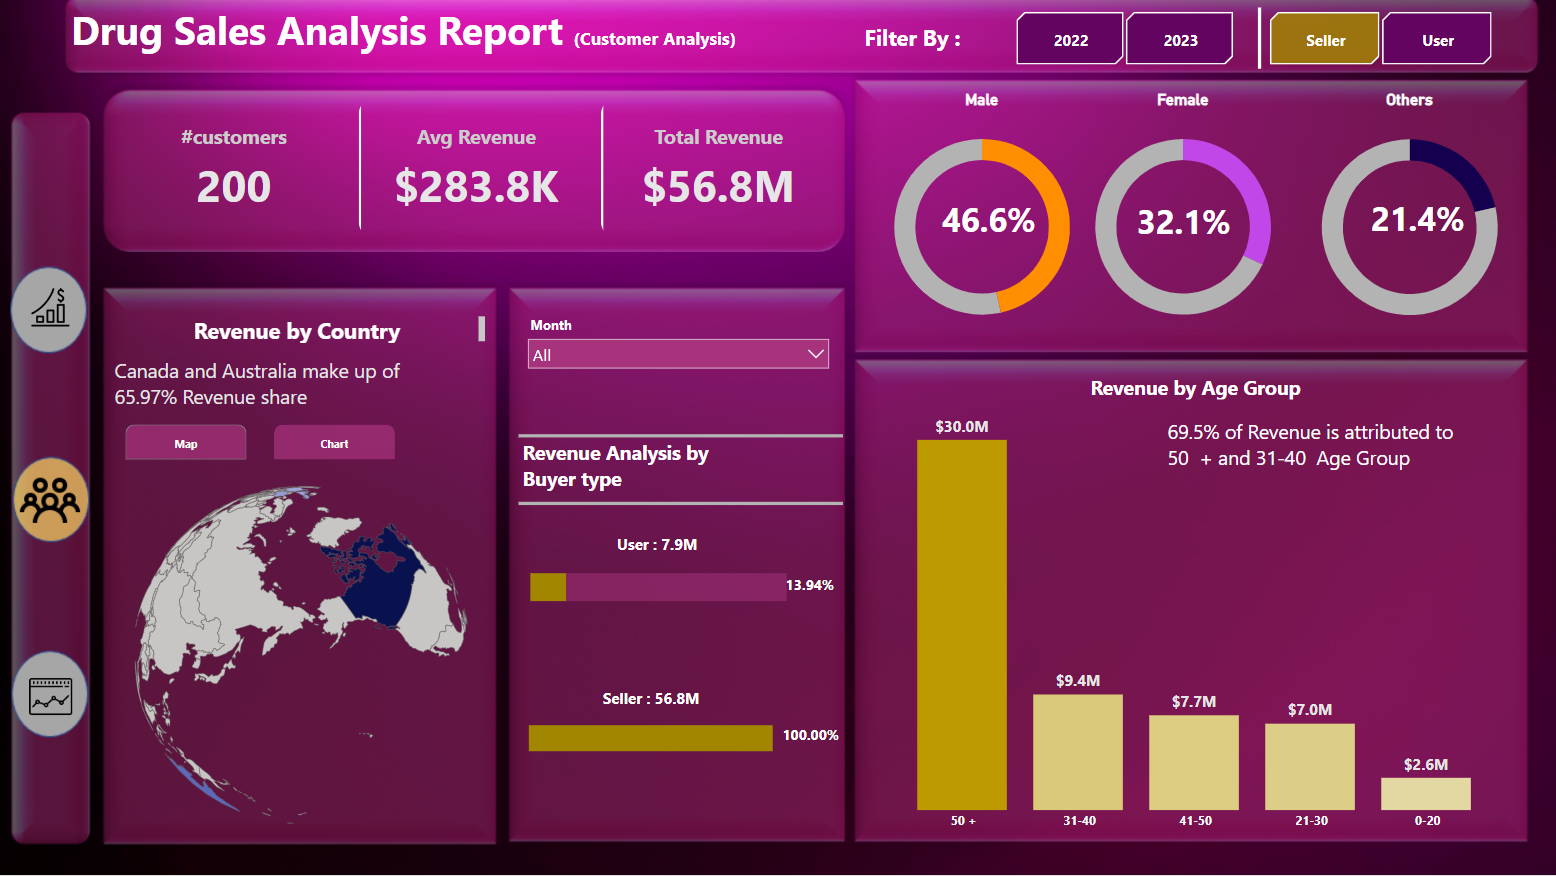 Drug Sales Analysis Report (Customer Analysis)
Filter By :
2022
2023
Seller
User
#customers
200
Avg Revenue
$283.8K
Total Revenue
$56.8M
Male
46.6%
Female
32.1%
Others
21.4%
Revenue by Country
Canada and Australia make up of
65.97% Revenue share
Map
Chart
Month
All
Revenue Analysis by
Buyer type
User : 7.9M
13.94%
Seller : 56.8M
100.00%
Revenue by Age Group
69.5% of Revenue is attributed to
50 + and 31-40 Age Group
$30.0M
$9.4M
$7.7M
$7.0M
$2.6M
50 +
31-40
41-50
21-30
0-20
$